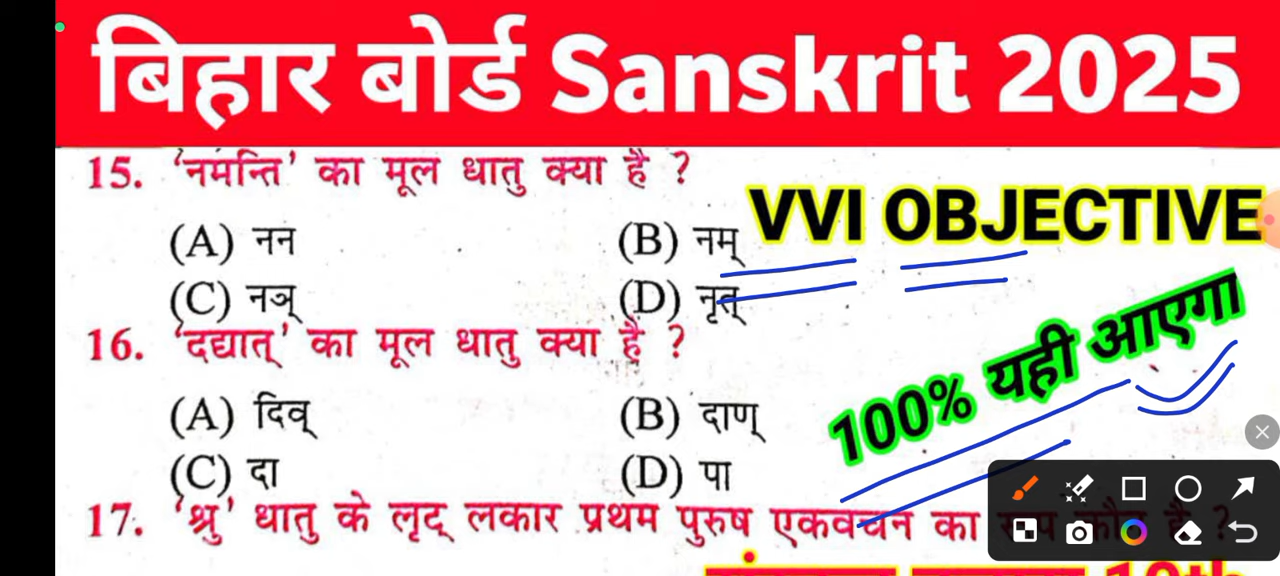 बिहार बोर्ड Sanskrit 2025
15. 'नमन्ति' का मूल धातु क्या है ?
VVI OBJECTIVE
(A) नन (B) नम्
(C) नञ् (D) नृत्
100% यही आएगा
16. 'दद्यात्' का मूल धातु क्या है ?
(A) दिव् (B) दाण्
(C) दा (D) पा
17. 'श्रु' धातु के लृद् लकार प्रथम पुरुष एकवचन का रूप कौन है ?